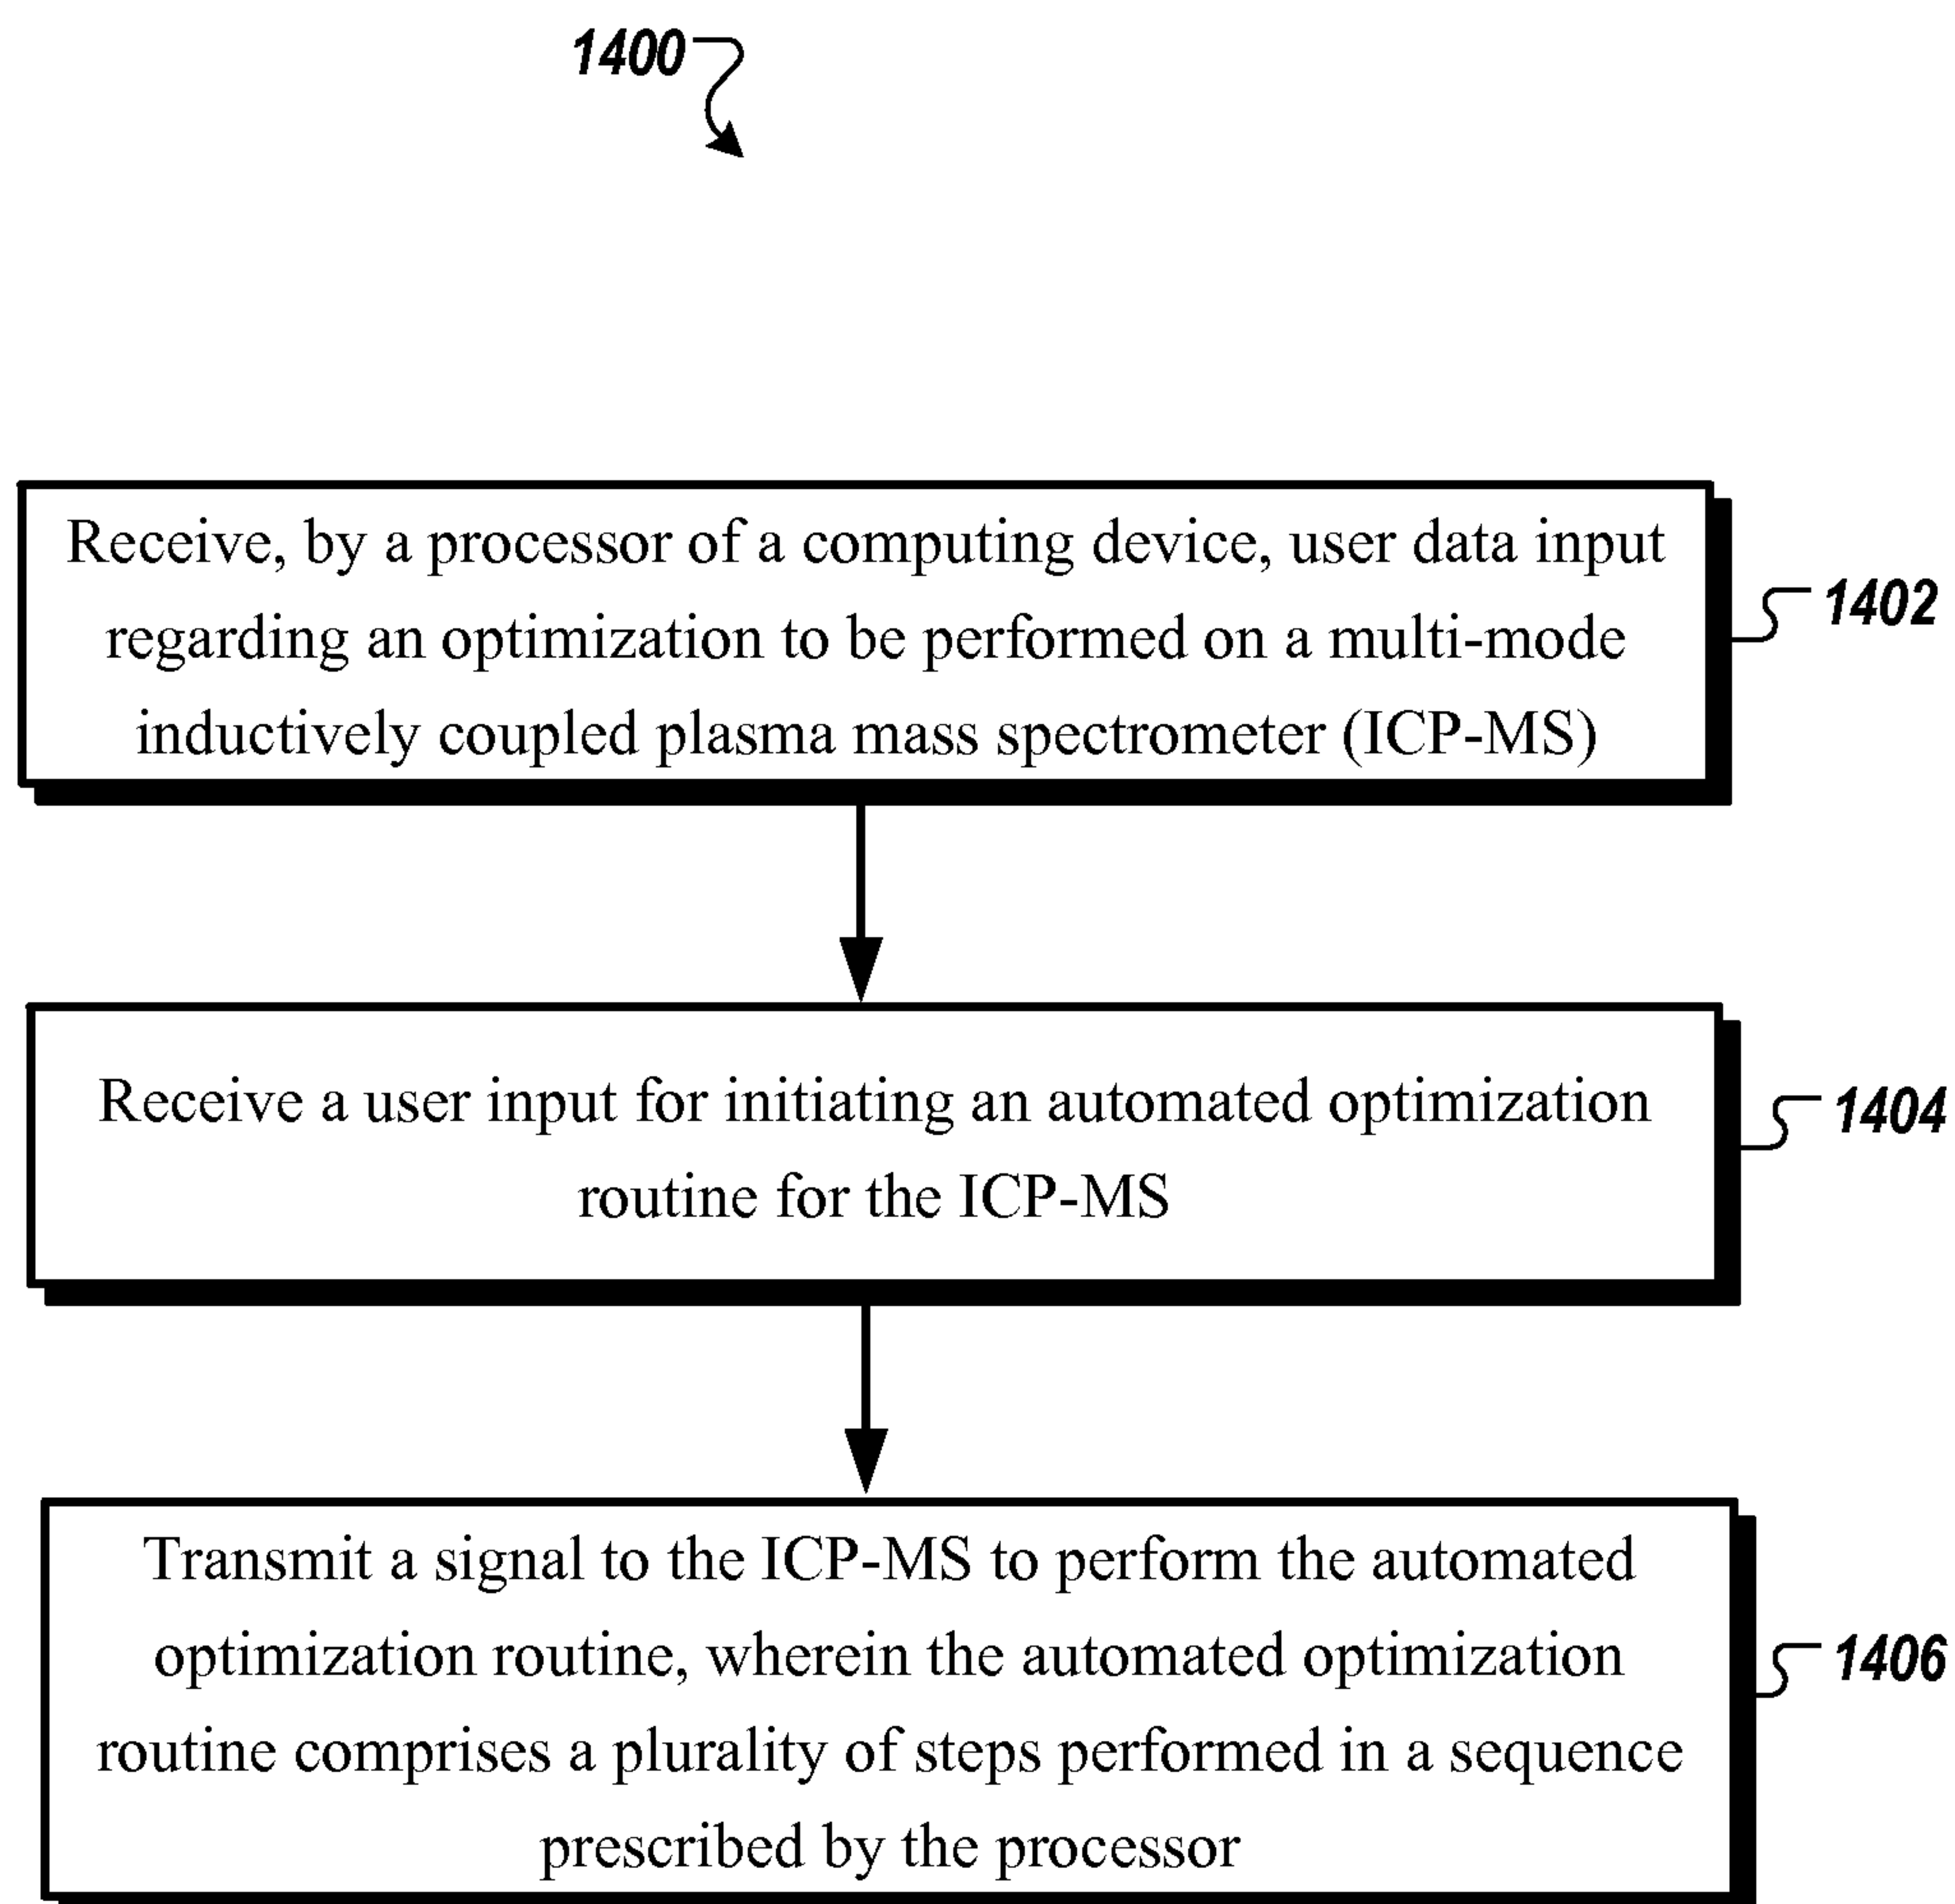 1400
Receive, by a processor of a computing device, user data input
regarding an optimization to be performed on a multi-mode
inductively coupled plasma mass spectrometer (ICP-MS)
1402
Receive a user input for initiating an automated optimization
routine for the ICP-MS
1404
Transmit a signal to the ICP-MS to perform the automated
optimization routine, wherein the automated optimization
routine comprises a plurality of steps performed in a sequence
prescribed by the processor
1406